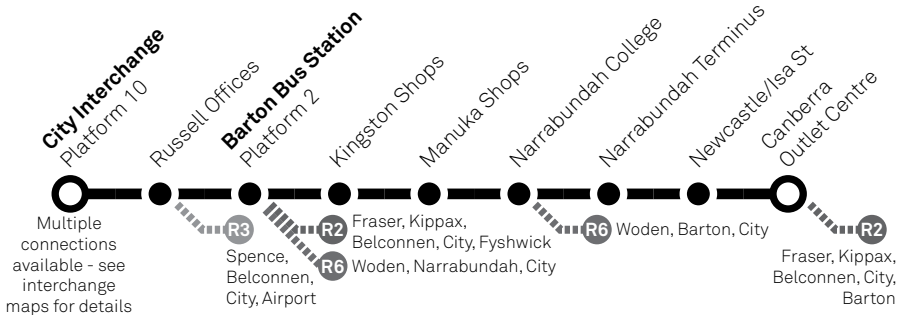 City Interchange
Platform 10
Russell Offices
Barton Bus Station
Platform 2
Kingston Shops
Manuka Shops
Narrabundah College
Narrabundah Terminus
Newcastle/Isa St
Canberra
Outlet Centre
Multiple
connections
available - see
interchange
maps for details
R3
Spence,
Belconnen,
City, Airport
R2
Fraser, Kippax,
Belconnen, City, Fyshwick
R6
Woden, Narrabundah, City
R6
Woden, Barton, City
R2
Fraser, Kippax,
Belconnen, City,
Barton